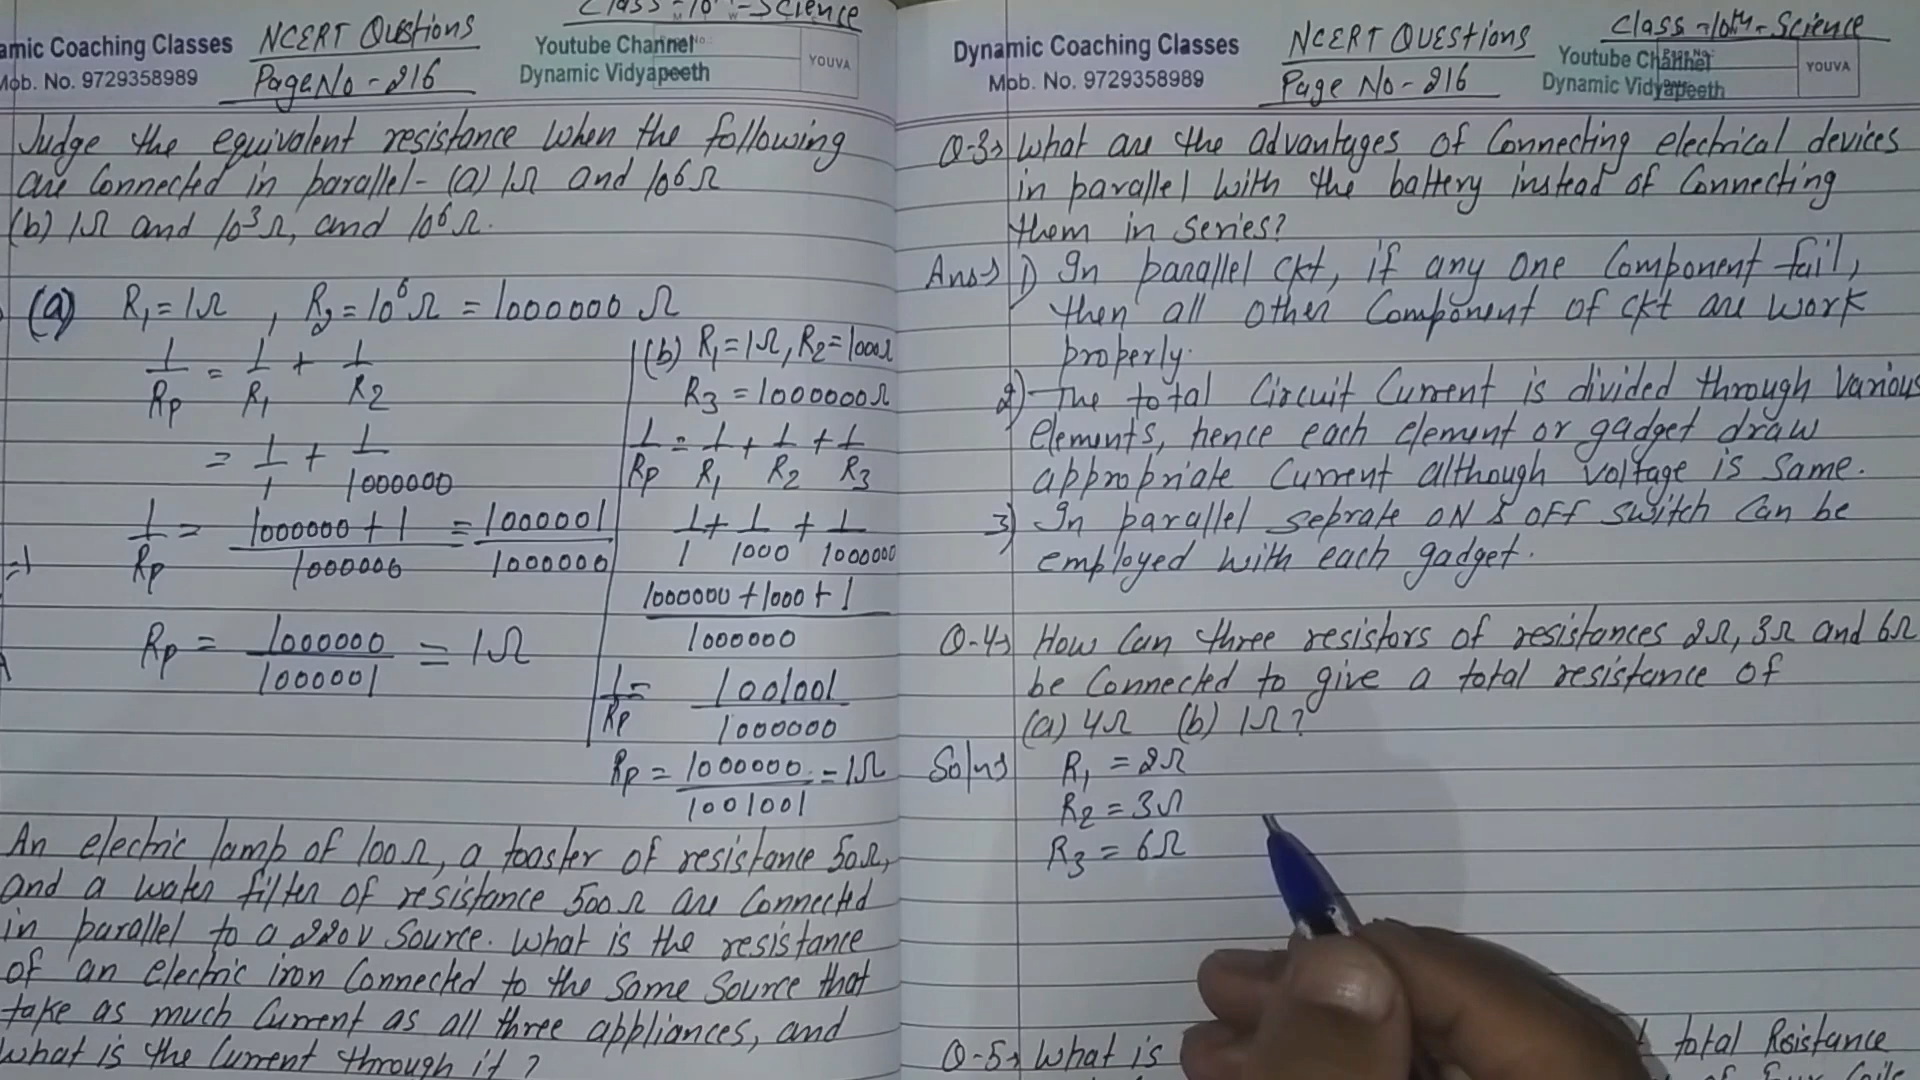 amic Coaching Classes
Mob. No. 9729358989
NCERT Questions
Page No - 216
Class - 10th - Science
Youtube Channel
Dynamic Vidyapeeth
YOUVA
Judge the equivalent resistance when the following
are Connected in parallel - (a) 1Ω and 10⁶Ω
(b) 1Ω and 10³Ω, and 10⁶Ω.
(a) R₁ = 1Ω , R₂ = 10⁶Ω = 1000000 Ω
1/Rp = 1/R₁ + 1/R₂
= 1/1 + 1/1000000
=> 1/Rp = 1000000 + 1/1000000 = 1000001/1000000
Rp = 1000000/1000001 = 1Ω
(b) R₁ = 1Ω, R₂ = 1000Ω
R₃ = 1000000Ω
1/Rp = 1/R₁ + 1/R₂ + 1/R₃
1/1 + 1/1000 + 1/1000000
1000000 + 1000 + 1/1000000
1/Rp = 1001001/1000000
Rp = 1000000/1001001 = 1Ω
An electric lamp of 100Ω, a toaster of resistance 50Ω,
and a water filter of resistance 500Ω are Connected
in parallel to a 220V Source. What is the resistance
of an electric iron Connected to the Same Source that
take as much Current as all three appliances, and
What is the Current through it ?
Dynamic Coaching Classes
Mob. No. 9729358989
NCERT QUEStions
Page No - 216
Class - 10th - Science
Youtube Channel
Dynamic Vidyapeeth
Page No.
YOUVA
Q-3→ What are the advantages of Connecting electrical devices
in parallel with the battery instead of Connecting
them in series?
Ans→ 1) In parallel ckt, if any one Component fail,
then all other Component of ckt are work
properly.
2) The total Circuit Current is divided through various
elements, hence each element or gadget draw
appropriate Current although voltage is Same.
3) In parallel seprate ON & OFF switch Can be
employed with each gadget.
Q-4→ How Can three resistors of resistances 2Ω, 3Ω and 6Ω
be Connected to give a total resistance of
(a) 4Ω (b) 1Ω ?
Soln→ R₁ = 2Ω
R₂ = 3Ω
R₃ = 6Ω
Q-5→ What is total Resistance